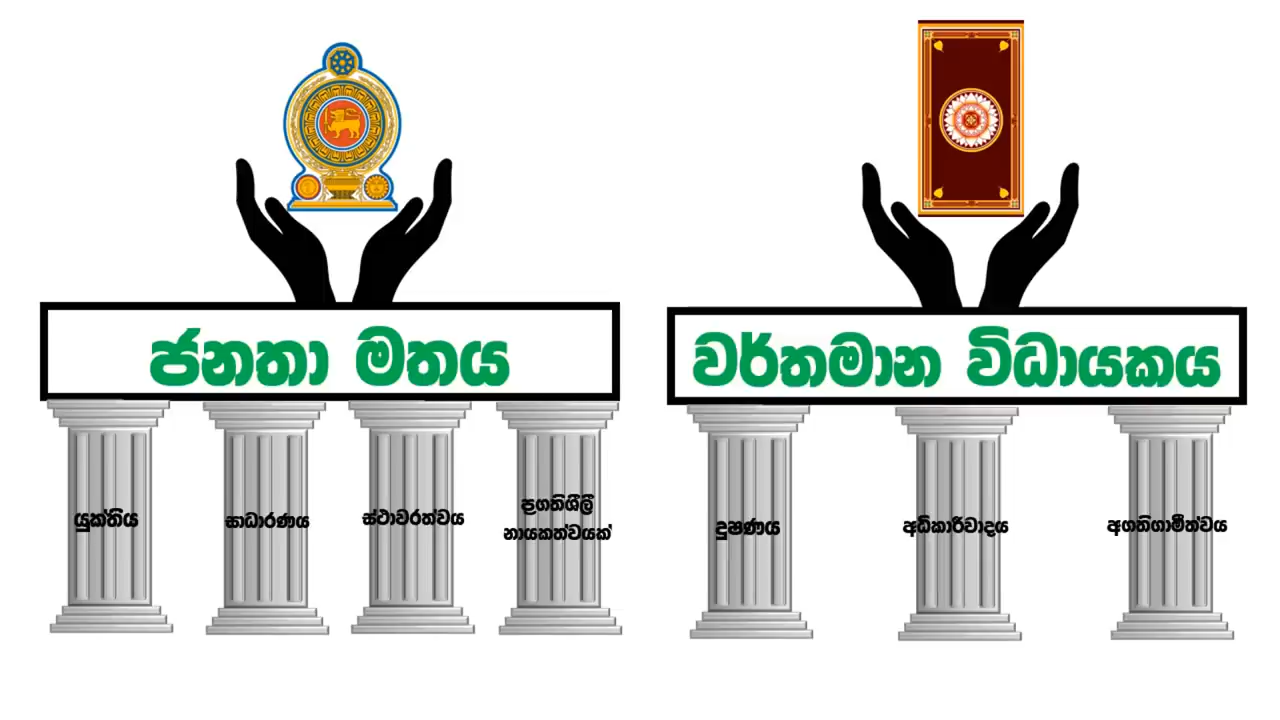 ජනතා මතය
වර්තමාන විධායකය
යුක්තිය
සාධාරණය
ස්ථාවරත්වය
ප්‍රගතිශීලී
නායකත්වයක්
දූෂණය
අධිකාරීවාදය
අගතිගාමීත්වය